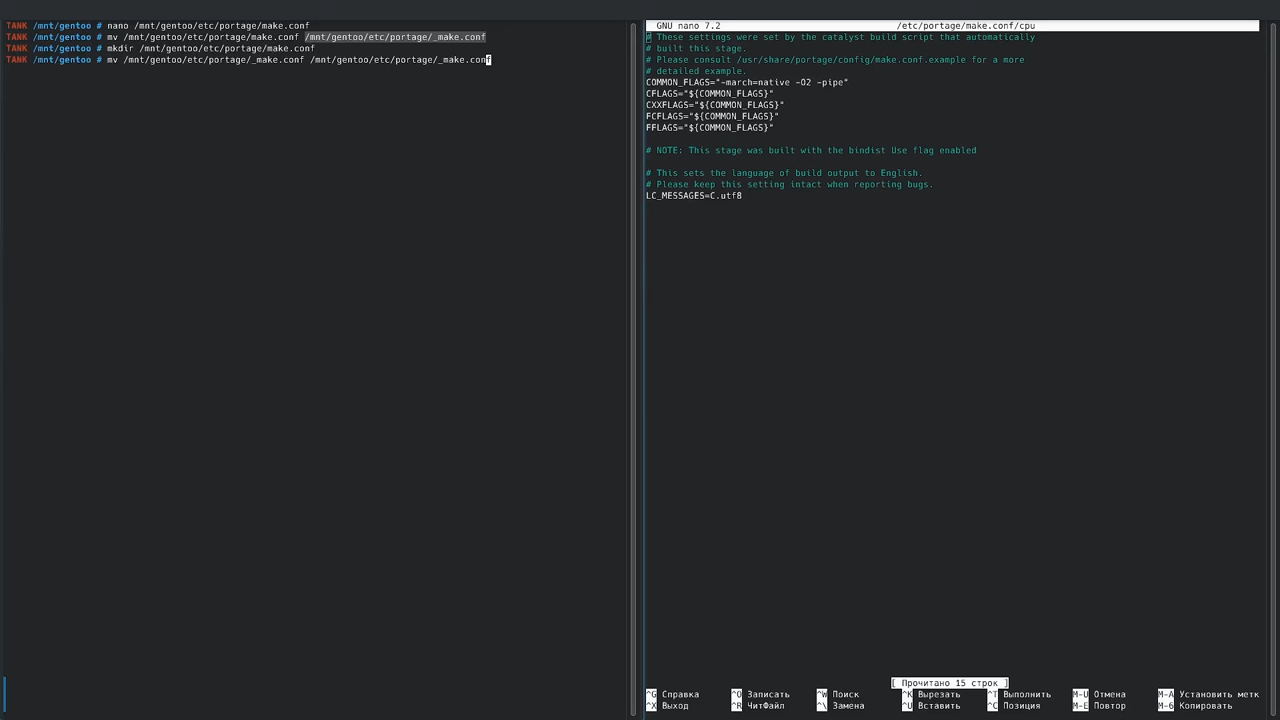 TANK /mnt/gentoo # nano /mnt/gentoo/etc/portage/make.conf
TANK /mnt/gentoo # mv /mnt/gentoo/etc/portage/make.conf /mnt/gentoo/etc/portage/_make.conf
TANK /mnt/gentoo # mkdir /mnt/gentoo/etc/portage/make.conf
TANK /mnt/gentoo # mv /mnt/gentoo/etc/portage/_make.conf /mnt/gentoo/etc/portage/_make.conf
GNU nano 7.2 /etc/portage/make.conf/cpu
# These settings were set by the catalyst build script that automatically
# built this stage.
# Please consult /usr/share/portage/config/make.conf.example for a more
# detailed example.
COMMON_FLAGS="-march=native -O2 -pipe"
CFLAGS="${COMMON_FLAGS}"
CXXFLAGS="${COMMON_FLAGS}"
FCFLAGS="${COMMON_FLAGS}"
FFLAGS="${COMMON_FLAGS}"
# NOTE: This stage was built with the bindist Use flag enabled
# This sets the language of build output to English.
# Please keep this setting intact when reporting bugs.
LC_MESSAGES=C.utf8
[ Прочитано 15 строк ]
^G Справка ^O Записать ^W Поиск ^K Вырезать ^T Выполнить M-U Отмена M-A Установить метк
^X Выход ^R ЧитФайл ^\ Замена ^U Вставить ^C Позиция M-E Повтор M-6 Копировать